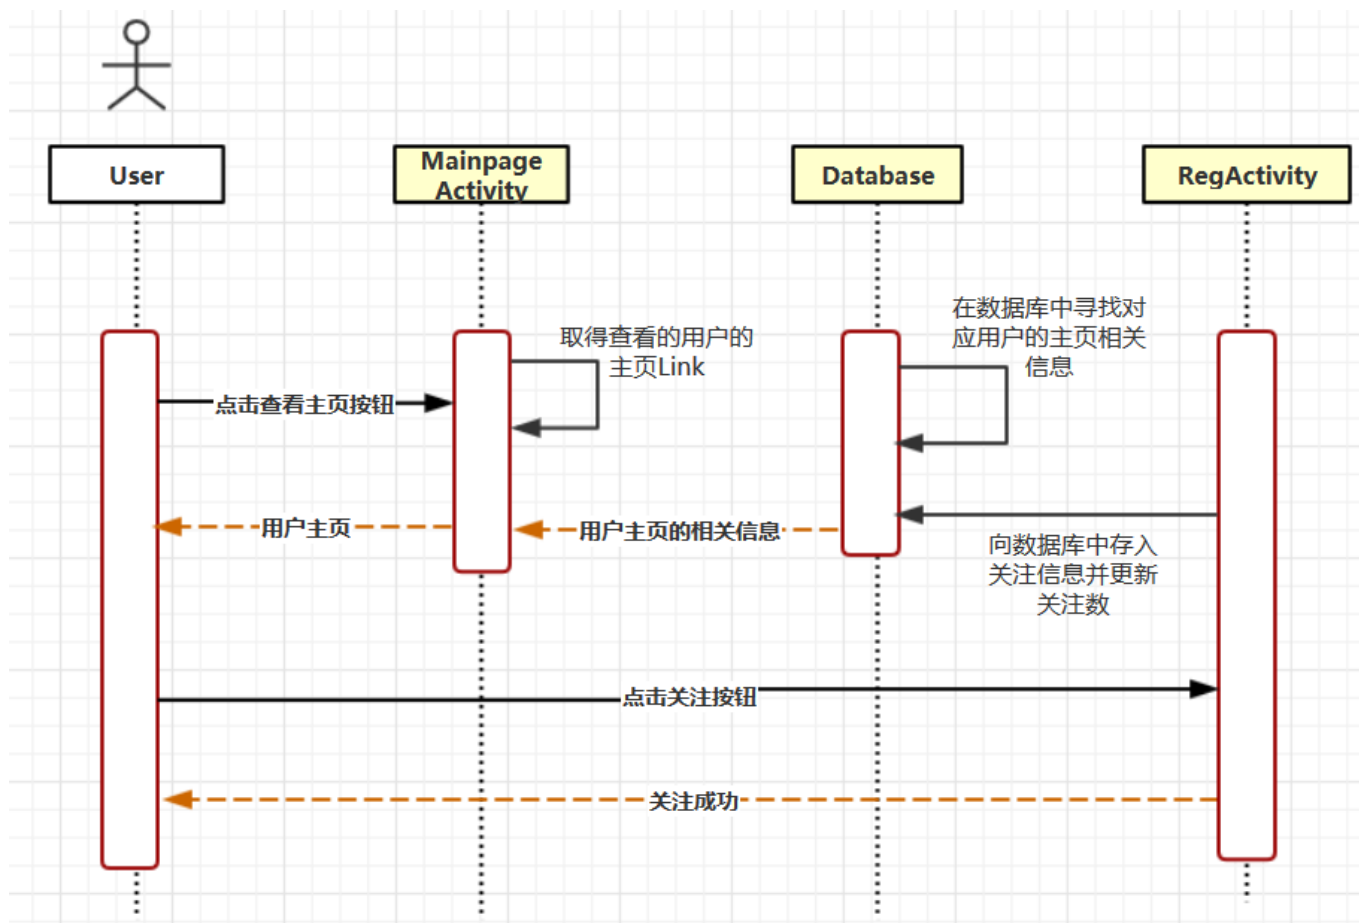 User
Mainpage
Activity
Database
RegActivity
取得查看的用户的
主页Link
在数据库中寻找对
应用户的主页相关
信息
点击查看主页按钮
用户主页
用户主页的相关信息
向数据库中存入
关注信息并更新
关注数
点击关注按钮
关注成功